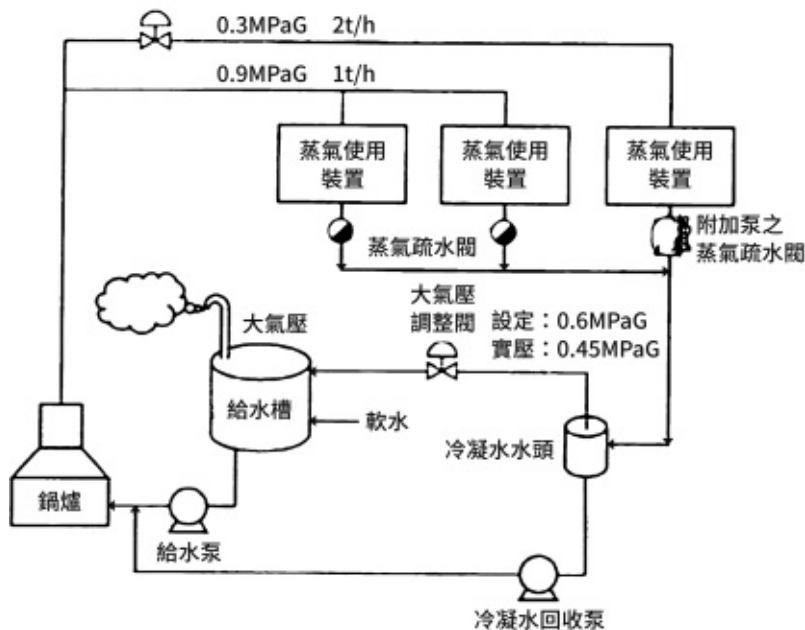 0.3MPaG 2t/h
0.9MPaG 1t/h
蒸氣使用
裝置
蒸氣使用
裝置
蒸氣使用
裝置
附加泵之
蒸氣疏水閥
蒸氣疏水閥
大氣壓
調整閥
設定：0.6MPaG
實壓：0.45MPaG
大氣壓
給水槽
軟水
冷凝水水頭
鍋爐
給水泵
冷凝水回收泵